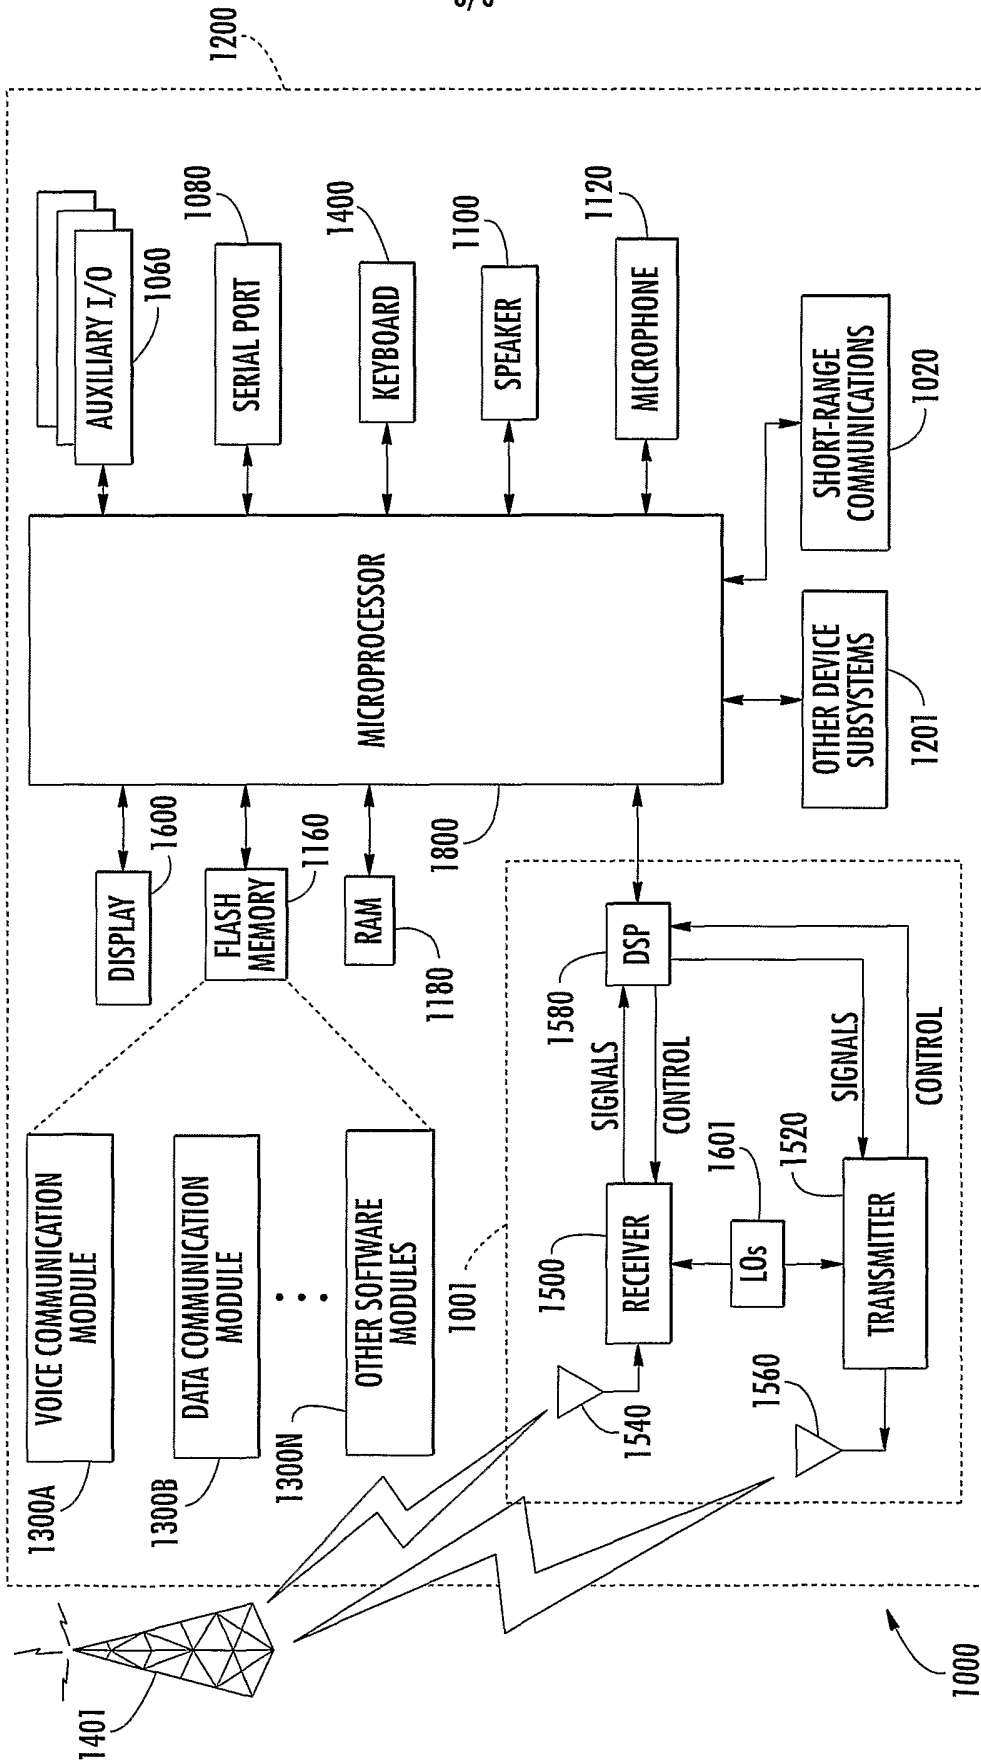 1200
AUXILIARY I/O
1060
SERIAL PORT
1080
KEYBOARD
1400
SPEAKER
1100
MICROPHONE
1120
SHORT-RANGE
COMMUNICATIONS
1020
MICROPROCESSOR
1800
OTHER DEVICE
SUBSYSTEMS
1201
DISPLAY
1600
FLASH
MEMORY
1160
RAM
1180
VOICE COMMUNICATION
MODULE
1300A
DATA COMMUNICATION
MODULE
1300B
OTHER SOFTWARE
MODULES
1300N
1001
DSP
1580
SIGNALS
CONTROL
RECEIVER
1500
LOs
1601
SIGNALS
CONTROL
TRANSMITTER
1520
1540
1560
1401
1000